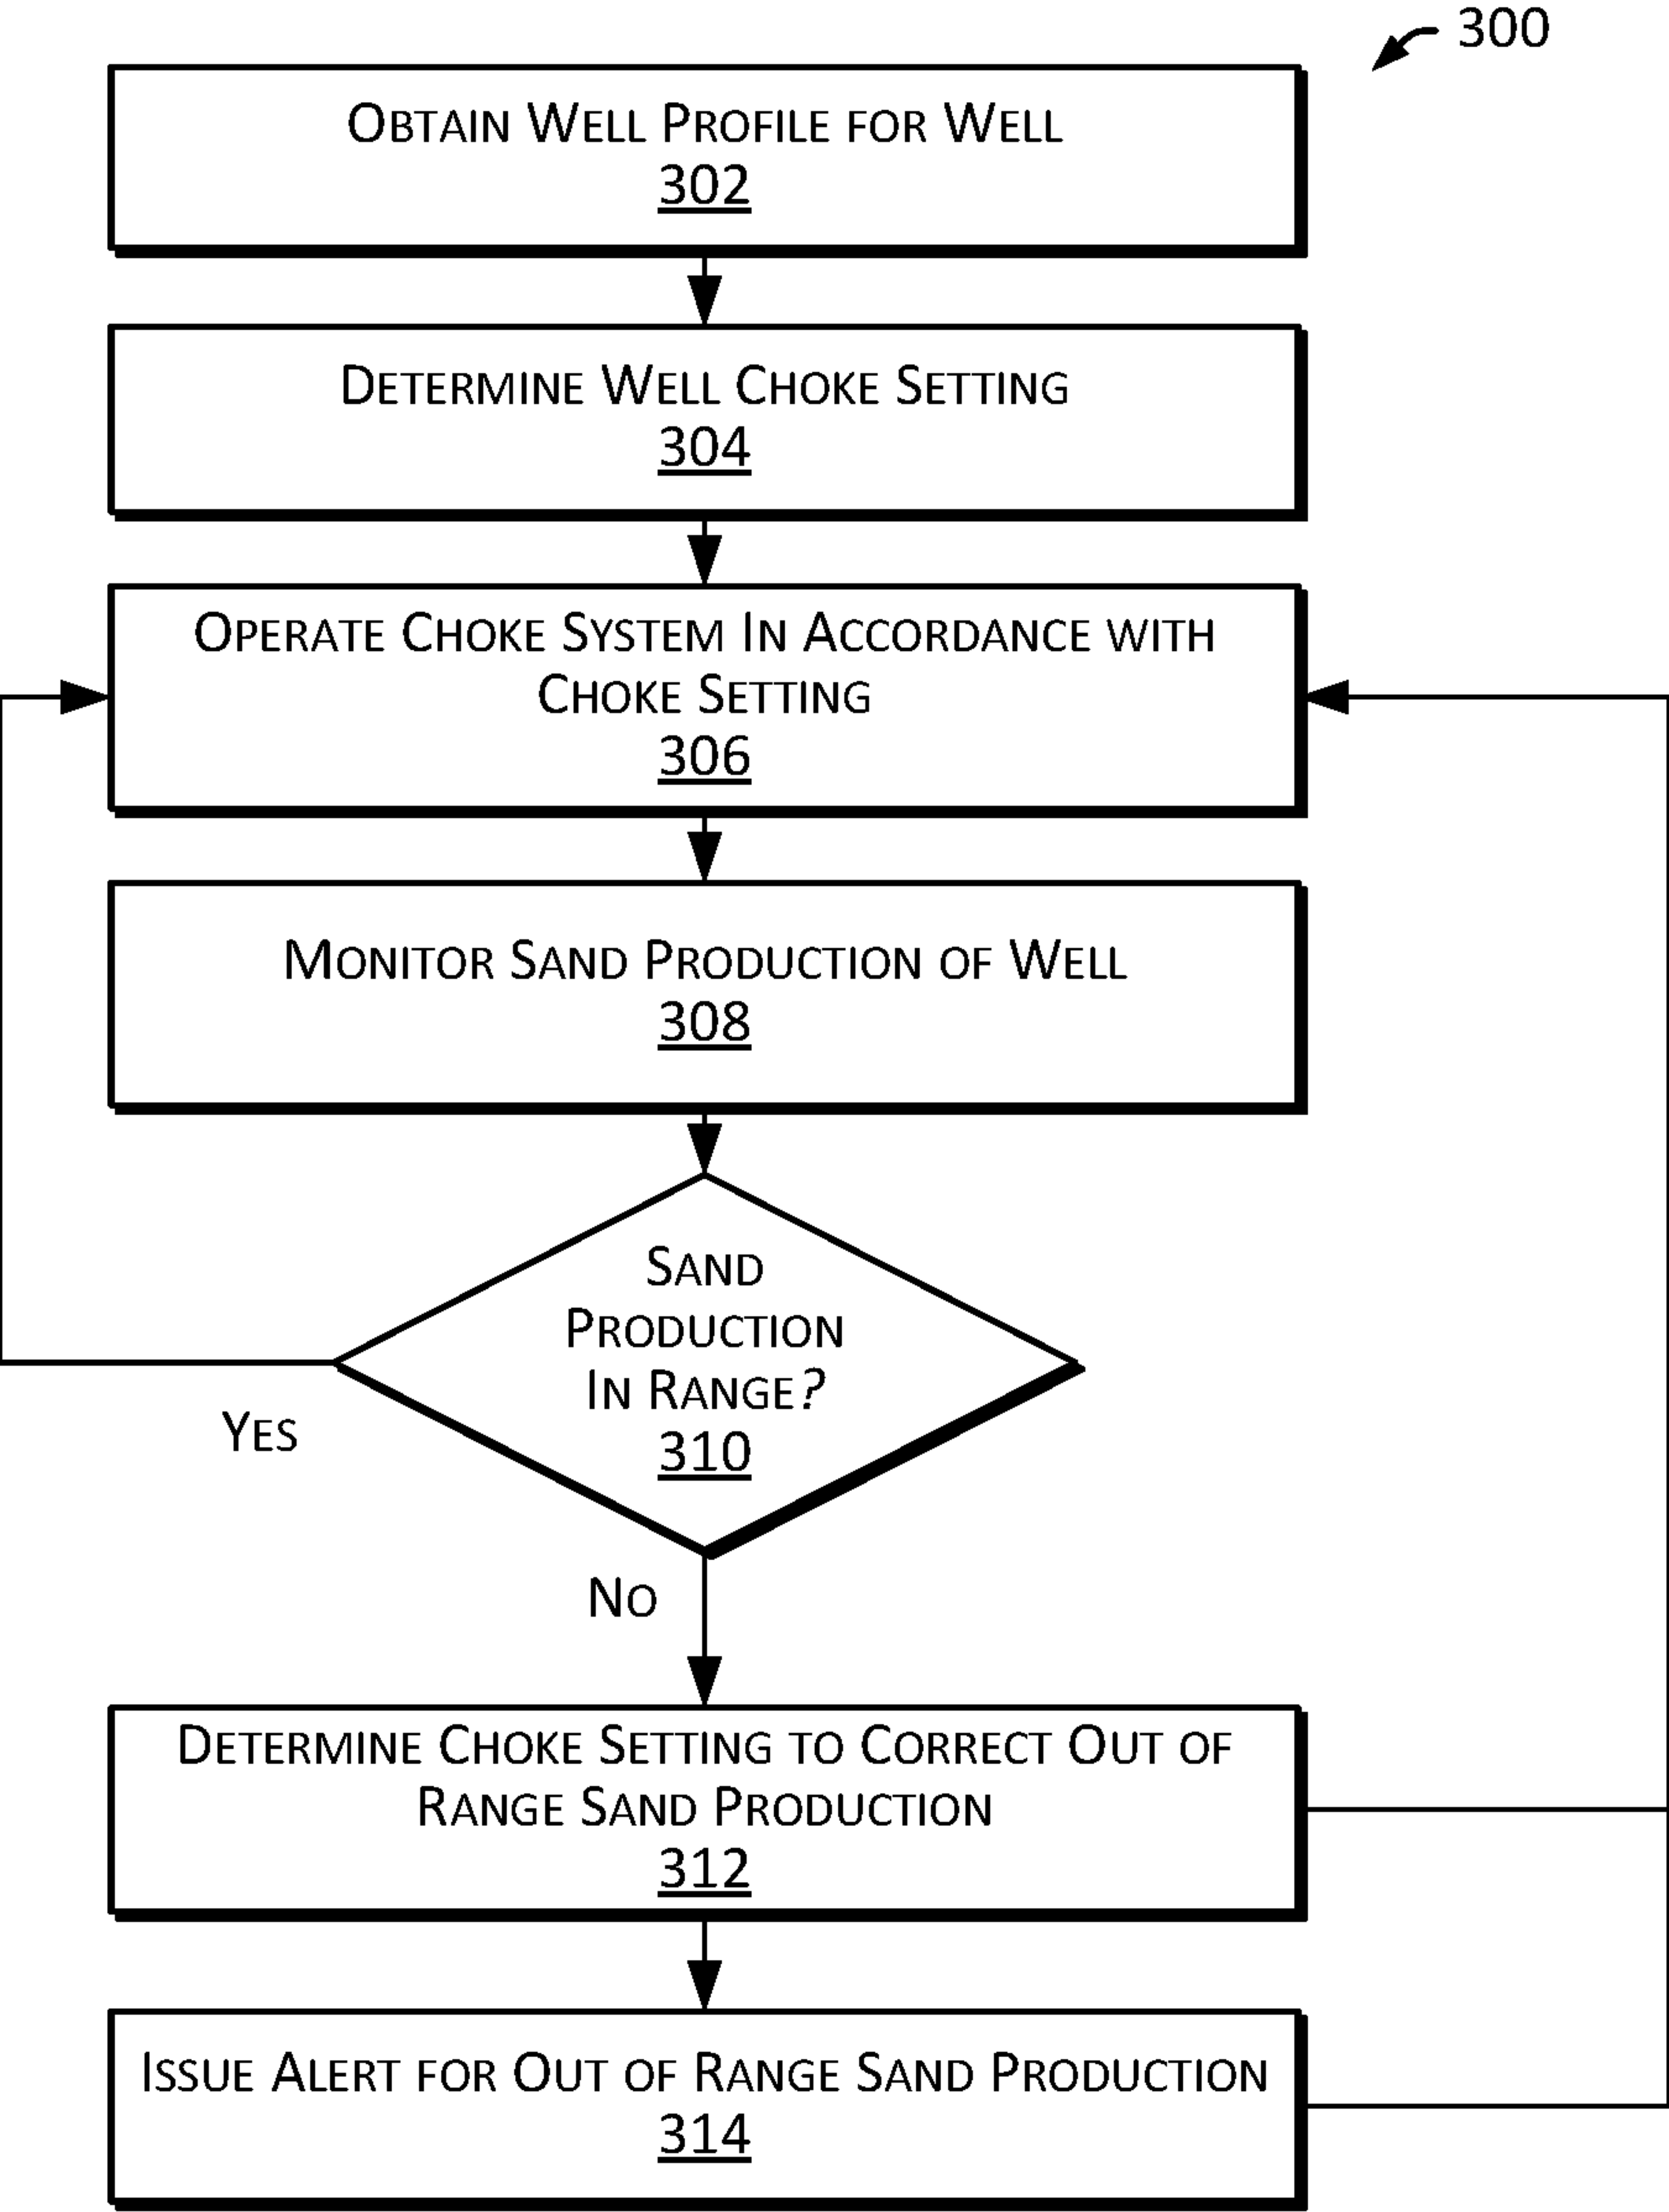 300
Obtain Well Profile for Well
302
Determine Well Choke Setting
304
Operate Choke System In Accordance with
Choke Setting
306
Monitor Sand Production of Well
308
Sand
Production
In Range?
310
Yes
No
Determine Choke Setting to Correct Out of
Range Sand Production
312
Issue Alert for Out of Range Sand Production
314